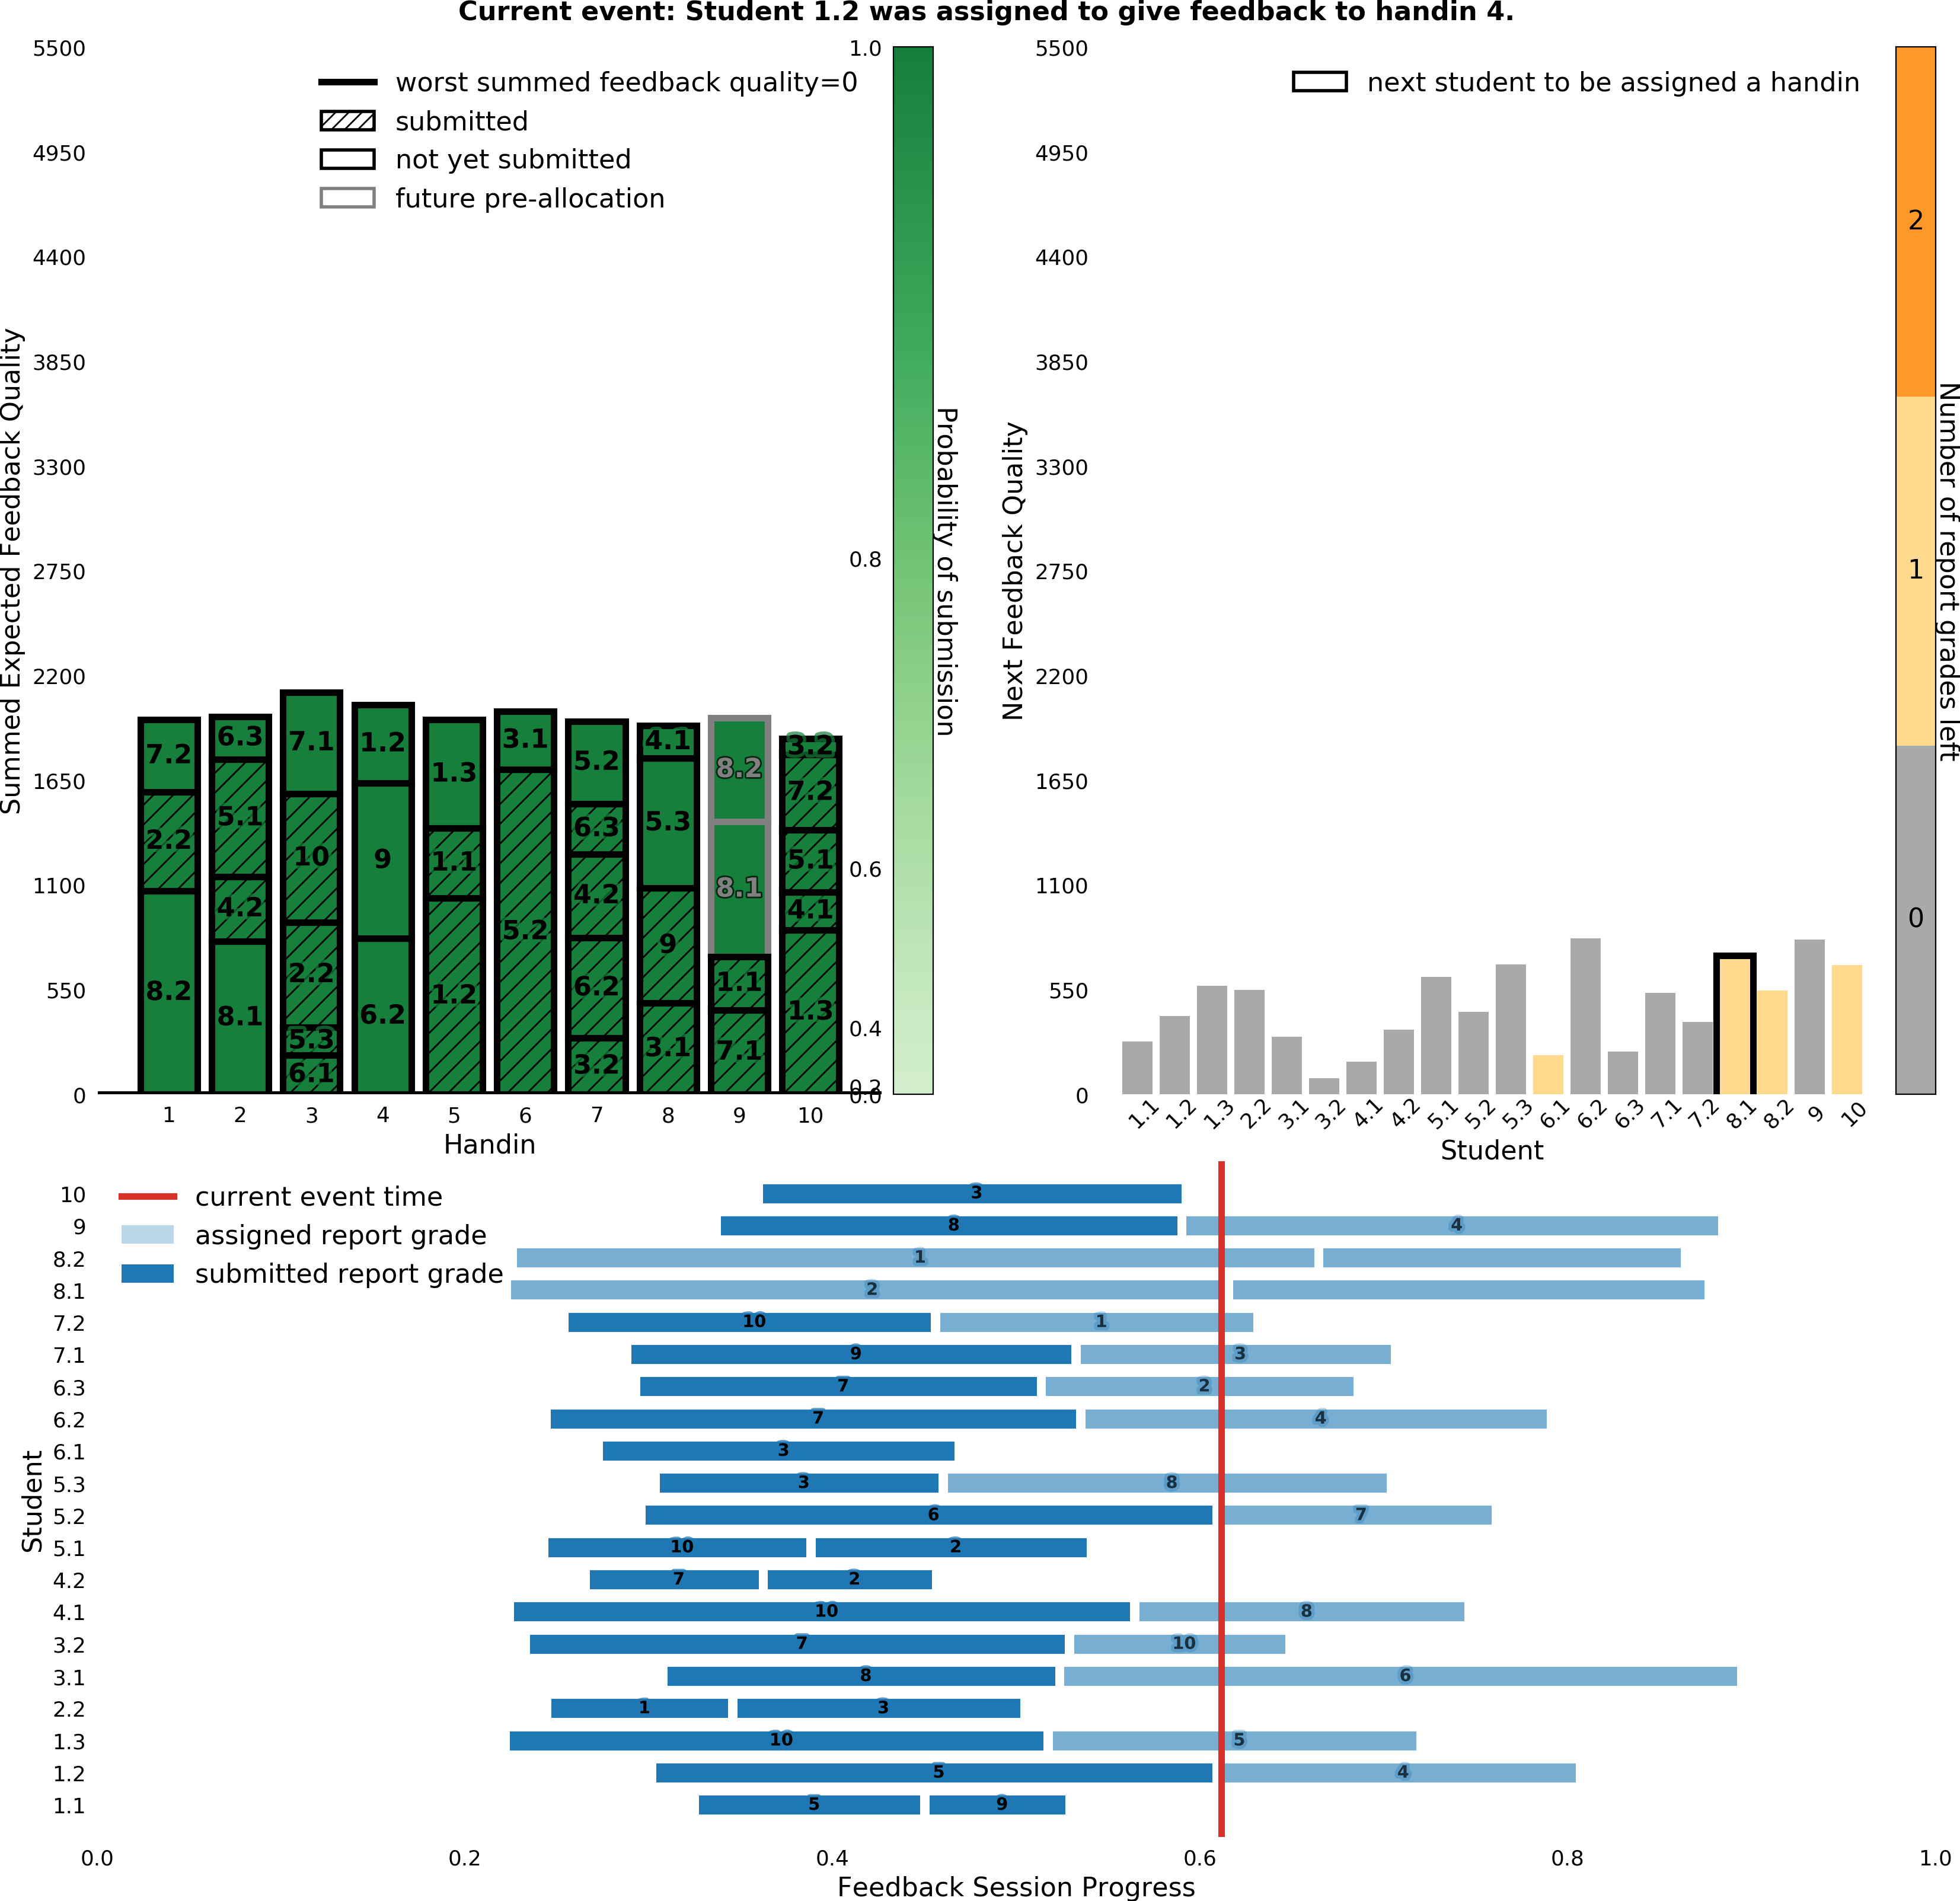 Current event: Student 1.2 was assigned to give feedback to handin 4.
5500
4950
4400
3850
3300
2750
2200
1650
1100
550
0
Summed Expected Feedback Quality
worst summed feedback quality=0
submitted
not yet submitted
future pre-allocation
7.2
2.2
8.2
6.3
5.1
4.2
8.1
7.1
10
2.2
5.3
6.1
1.2
9
6.2
1.3
1.1
1.2
3.1
5.2
5.2
6.3
4.2
6.2
3.2
4.1
5.3
9
3.1
8.2
8.1
1.1
7.1
3.2
7.2
5.1
4.1
1.3
1 2 3 4 5 6 7 8 9 10
Handin
1.0
0.8
0.6
0.4
0.2
0.0
Probability of submission
5500
4950
4400
3850
3300
2750
2200
1650
1100
550
0
Next Feedback Quality
next student to be assigned a handin
1.1 1.2 1.3 2.2 3.1 3.2 4.1 4.2 5.1 5.2 5.3 6.1 6.2 6.3 7.1 7.2 8.1 8.2 9 10
Student
2
1
0
Number of report grades left
current event time
assigned report grade
submitted report grade
Student
10 3
9 8 4
8.2 1
8.1 2
7.2 10 1
7.1 9 3
6.3 7 2
6.2 7 4
6.1 3
5.3 3 8
5.2 6 7
5.1 10 2
4.2 7 2
4.1 10 8
3.2 7 10
3.1 8 6
2.2 1 3
1.3 10 5
1.2 5 4
1.1 5 9
0.0 0.2 0.4 0.6 0.8 1.0
Feedback Session Progress